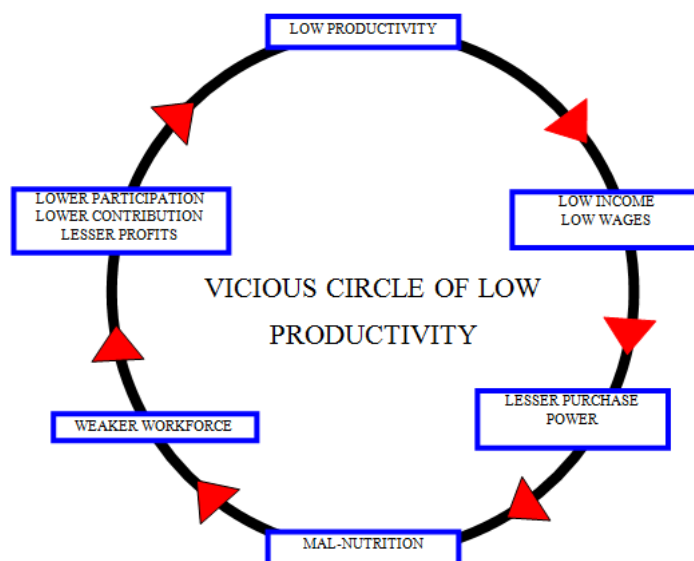 LOW PRODUCTIVITY
LOW INCOME
LOW WAGES
LESSER PURCHASE
POWER
MAL-NUTRITION
WEAKER WORKFORCE
LOWER PARTICIPATION
LOWER CONTRIBUTION
LESSER PROFITS
VICIOUS CIRCLE OF LOW
PRODUCTIVITY